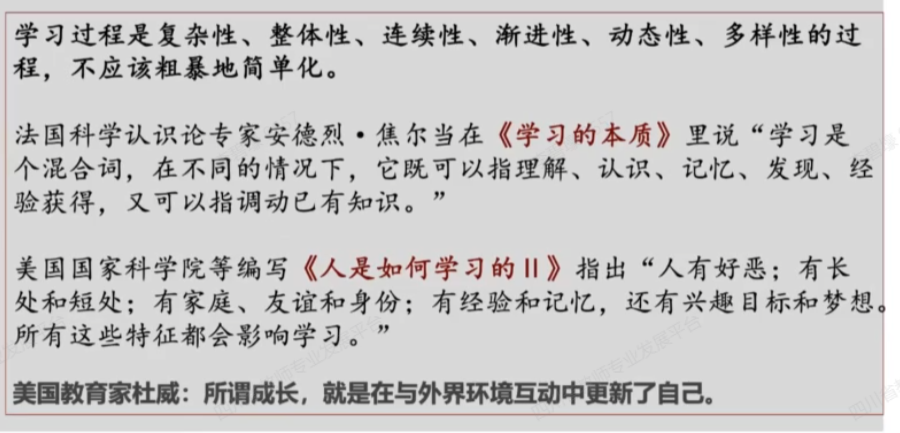 学习过程是复杂性、整体性、连续性、渐进性、动态性、多样性的过
程，不应该粗暴地简单化。
法国科学认识论专家安德烈·焦尔当在《学习的本质》里说“学习是
个混合词，在不同的情况下，它既可以指理解、认识、记忆、发现、经
验获得，又可以指调动已有知识。”
美国国家科学院等编写《人是如何学习的Ⅱ》指出“人有好恶；有长
处和短处；有家庭、友谊和身份；有经验和记忆，还有兴趣目标和梦想。
所有这些特征都会影响学习。”
美国教育家杜威：所谓成长，就是在与外界环境互动中更新了自己。